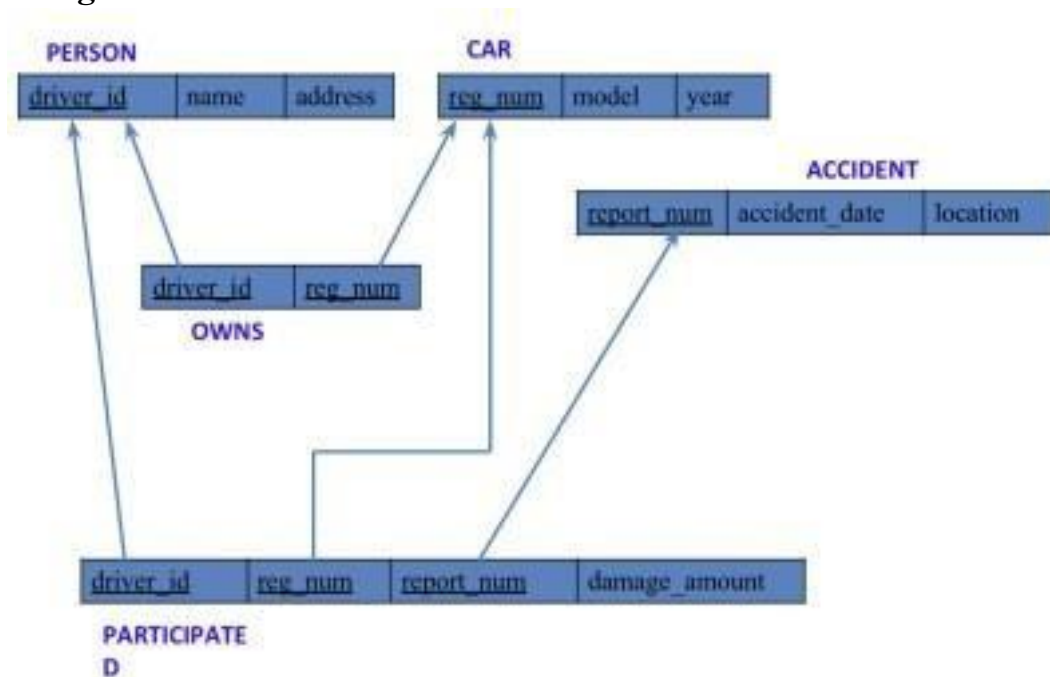 PERSON
CAR
driver_id name address
reg_num model year
ACCIDENT
report_num accident_date location
driver_id reg_num
OWNS
driver_id reg_num report_num damage_amount
PARTICIPATE
D